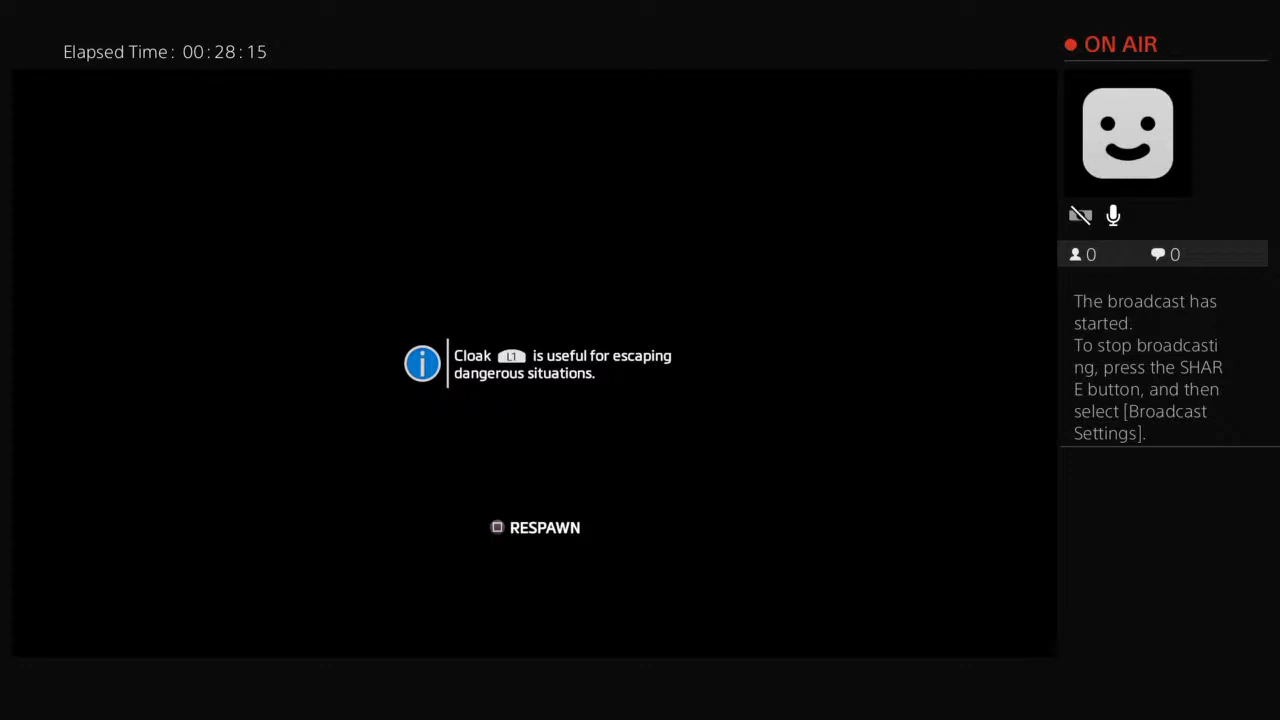 Elapsed Time: 00:28:15
ON AIR
0 0
The broadcast has
started.
To stop broadcasti
ng, press the SHAR
E button, and then
select [Broadcast
Settings].
Cloak L1 is useful for escaping
dangerous situations.
RESPAWN